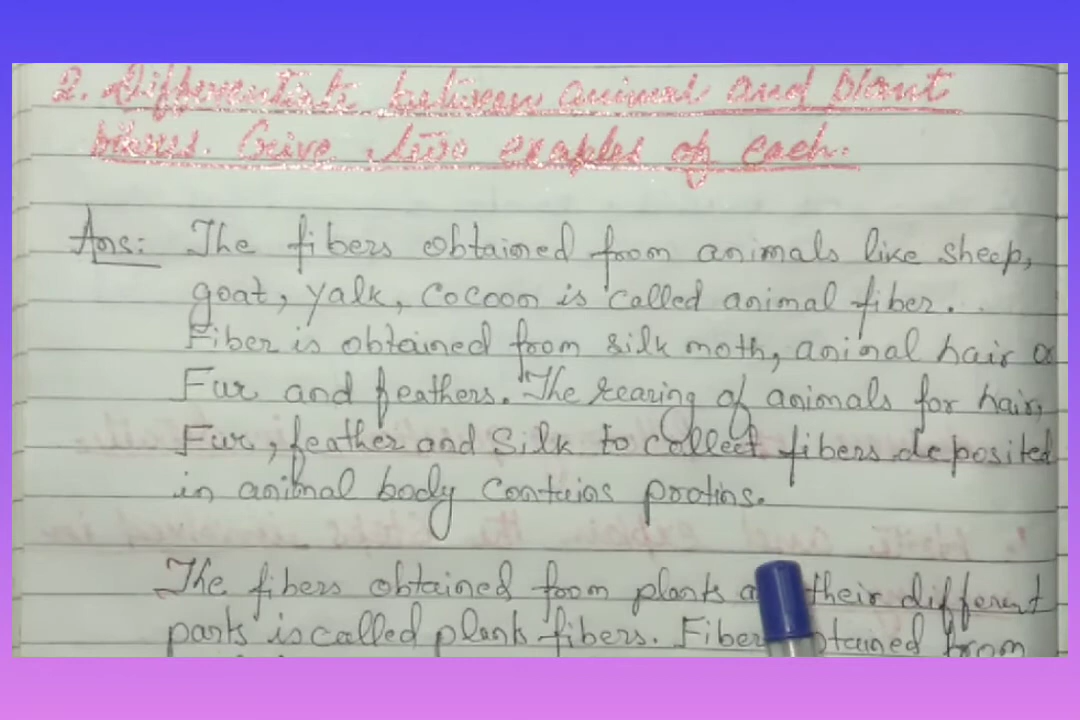 2. Differentiate between animal and plant
fibers. Give two exaples of each.
Ans: The fibers obtained from animals like sheep,
goat, yalk, cocoon is called animal fiber.
Fiber is obtained from silk moth, animal hair or
Fur and feathers. The rearing of animals for hair,
Fur, feather and Silk to collect fibers deposited
in animal body contains protins.
The fibers obtained from plants their different
parts is called plant fibers. from